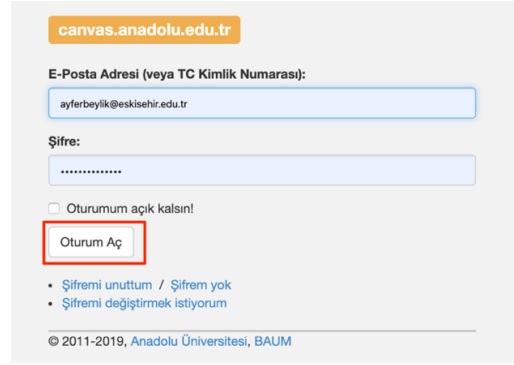 canvas.anadolu.edu.tr
E-Posta Adresi (veya TC Kimlik Numarası):
ayferbeylik@eskisehir.edu.tr
Şifre:
••••••••••••••
Oturumum açık kalsın!
Oturum Aç
• Şifremi unuttum / Şifrem yok
• Şifremi değiştirmek istiyorum
© 2011-2019, Anadolu Üniversitesi, BAUM